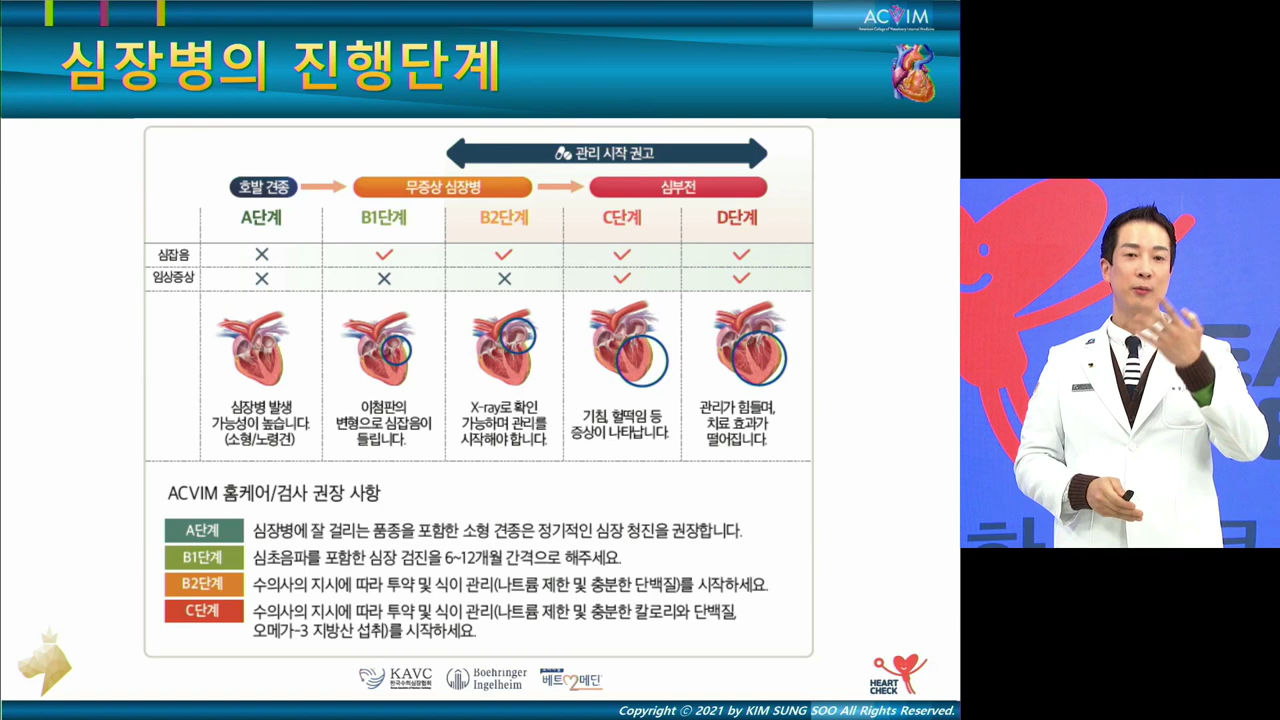 ACVIM
American College of Veterinary Internal Medicine
심장병의 진행단계
관리 시작 권고
호발 견종
무증상 심장병
심부전
A단계
B1단계
B2단계
C단계
D단계
심잡음
임상증상
심장병 발생
가능성이 높습니다.
(소형/노령견)
이첨판의
변형으로 심잡음이
들립니다.
X-ray로 확인
가능하며 관리를
시작해야 합니다.
기침, 헐떡임 등
증상이 나타납니다.
관리가 힘들며,
치료 효과가
떨어집니다.
ACVIM 홈케어/검사 권장 사항
A단계 심장병에 잘 걸리는 품종을 포함한 소형 견종은 정기적인 심장 청진을 권장합니다.
B1단계 심초음파를 포함한 심장 검진을 6~12개월 간격으로 해주세요.
B2단계 수의사의 지시에 따라 투약 및 식이 관리(나트륨 제한 및 충분한 단백질)를 시작하세요.
C단계 수의사의 지시에 따라 투약 및 식이 관리(나트륨 제한 및 충분한 칼로리와 단백질,
오메가-3 지방산 섭취)를 시작하세요.
KAVC
한국수의심장협회
Boehringer
Ingelheim
베트메딘
HEART
CHECK
Copyright ⓒ 2021 by KIM SUNG SOO All Rights Reserved.